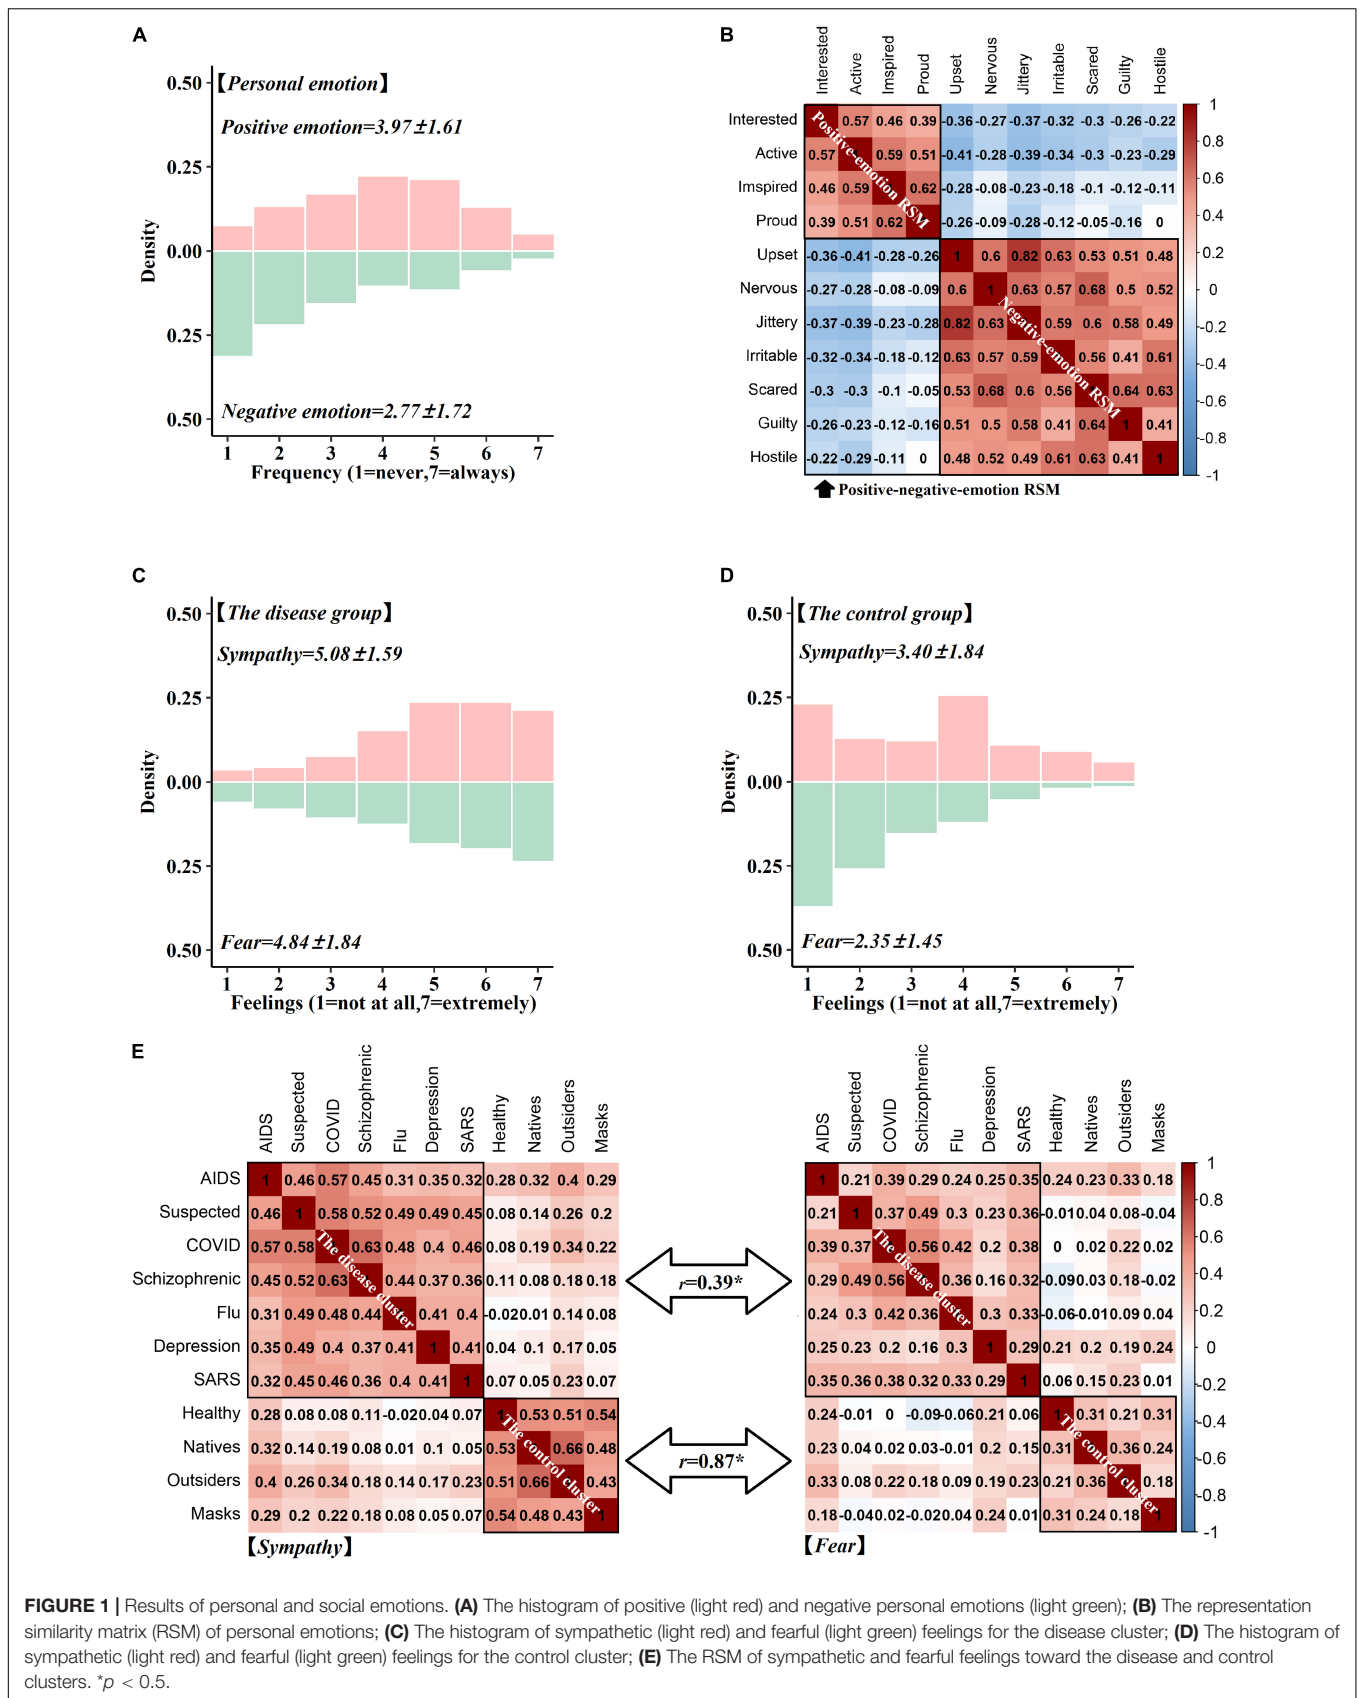 A
【Personal emotion】
Positive emotion=3.97±1.61
Negative emotion=2.77±1.72
0.50
0.25
0.00
0.25
0.50
Density
1 2 3 4 5 6 7
Frequency (1=never,7=always)
B
Interested Active Imspired Proud Upset Nervous Jittery Irritable Scared Guilty Hostile
Interested 0.57 0.46 0.39 -0.36 -0.27 -0.37 -0.32 -0.3 -0.26 -0.22
Active 0.57 0.59 0.51 -0.41 -0.28 -0.39 -0.34 -0.3 -0.23 -0.29
Imspired 0.46 0.59 0.62 -0.28 -0.08 -0.23 -0.18 -0.1 -0.12 -0.11
Proud 0.39 0.51 0.62 -0.26 -0.09 -0.28 -0.12 -0.05 -0.16 0
Upset -0.36 -0.41 -0.28 -0.26 1 0.6 0.82 0.63 0.53 0.51 0.48
Nervous -0.27 -0.28 -0.08 -0.09 0.6 1 0.63 0.57 0.68 0.5 0.52
Jittery -0.37 -0.39 -0.23 -0.28 0.82 0.63 0.59 0.6 0.58 0.49
Irritable -0.32 -0.34 -0.18 -0.12 0.63 0.57 0.59 0.56 0.41 0.61
Scared -0.3 -0.3 -0.1 -0.05 0.53 0.68 0.6 0.56 0.64 0.63
Guilty -0.26 -0.23 -0.12 -0.16 0.51 0.5 0.58 0.41 0.64 1 0.41
Hostile -0.22 -0.29 -0.11 0 0.48 0.52 0.49 0.61 0.63 0.41 1
Positive-emotion RSM
Negative-emotion RSM
Positive-negative-emotion RSM
1
0.8
0.6
0.4
0.2
0
-0.2
-0.4
-0.6
-0.8
-1
C
【The disease group】
Sympathy=5.08±1.59
Fear=4.84±1.84
0.50
0.25
0.00
0.25
0.50
Density
1 2 3 4 5 6 7
Feelings (1=not at all,7=extremely)
D
【The control group】
Sympathy=3.40±1.84
Fear=2.35±1.45
0.50
0.25
0.00
0.25
0.50
Density
1 2 3 4 5 6 7
Feelings (1=not at all,7=extremely)
E
AIDS Suspected COVID Schizophrenic Flu Depression SARS Healthy Natives Outsiders Masks
AIDS 1 0.46 0.57 0.45 0.31 0.35 0.32 0.28 0.32 0.4 0.29
Suspected 0.46 1 0.58 0.52 0.49 0.49 0.45 0.08 0.14 0.26 0.2
COVID 0.57 0.58 0.63 0.48 0.4 0.46 0.08 0.19 0.34 0.22
Schizophrenic 0.45 0.52 0.63 0.44 0.37 0.36 0.11 0.08 0.18 0.18
Flu 0.31 0.49 0.48 0.44 0.41 0.4 -0.02 0.01 0.14 0.08
Depression 0.35 0.49 0.4 0.37 0.41 1 0.41 0.04 0.1 0.17 0.05
SARS 0.32 0.45 0.46 0.36 0.4 0.41 1 0.07 0.05 0.23 0.07
Healthy 0.28 0.08 0.08 0.11 -0.02 0.04 0.07 1 0.53 0.51 0.54
Natives 0.32 0.14 0.19 0.08 0.01 0.1 0.05 0.53 0.66 0.48
Outsiders 0.4 0.26 0.34 0.18 0.14 0.17 0.23 0.51 0.66 0.43
Masks 0.29 0.2 0.22 0.18 0.08 0.05 0.07 0.54 0.48 0.43 1
The disease cluster
The control cluster
【Sympathy】
r=0.39*
r=0.87*
AIDS Suspected COVID Schizophrenic Flu Depression SARS Healthy Natives Outsiders Masks
1 0.21 0.39 0.29 0.24 0.25 0.35 0.24 0.23 0.33 0.18
0.21 1 0.37 0.49 0.3 0.23 0.36 -0.01 0.04 0.08 -0.04
0.39 0.37 0.56 0.42 0.2 0.38 0 0.02 0.22 0.02
0.29 0.49 0.56 0.36 0.16 0.32 -0.09 0.03 0.18 -0.02
0.24 0.3 0.42 0.36 0.3 0.33 -0.06 -0.01 0.09 0.04
0.25 0.23 0.2 0.16 0.3 1 0.29 0.21 0.2 0.19 0.24
0.35 0.36 0.38 0.32 0.33 0.29 1 0.06 0.15 0.23 0.01
0.24 -0.01 0 -0.09 -0.06 0.21 0.06 1 0.31 0.21 0.31
0.23 0.04 0.02 0.03 -0.01 0.2 0.15 0.31 0.36 0.24
0.33 0.08 0.22 0.18 0.09 0.19 0.23 0.21 0.36 0.18
0.18 -0.04 0.02 -0.02 0.04 0.24 0.01 0.31 0.24 0.18 1
The disease cluster
The control cluster
【Fear】
1
0.8
0.6
0.4
0.2
0
-0.2
-0.4
-0.6
-0.8
-1
FIGURE 1 | Results of personal and social emotions. (A) The histogram of positive (light red) and negative personal emotions (light green); (B) The representation
similarity matrix (RSM) of personal emotions; (C) The histogram of sympathetic (light red) and fearful (light green) feelings for the disease cluster; (D) The histogram of
sympathetic (light red) and fearful (light green) feelings for the control cluster; (E) The RSM of sympathetic and fearful feelings toward the disease and control
clusters. *p < 0.5.